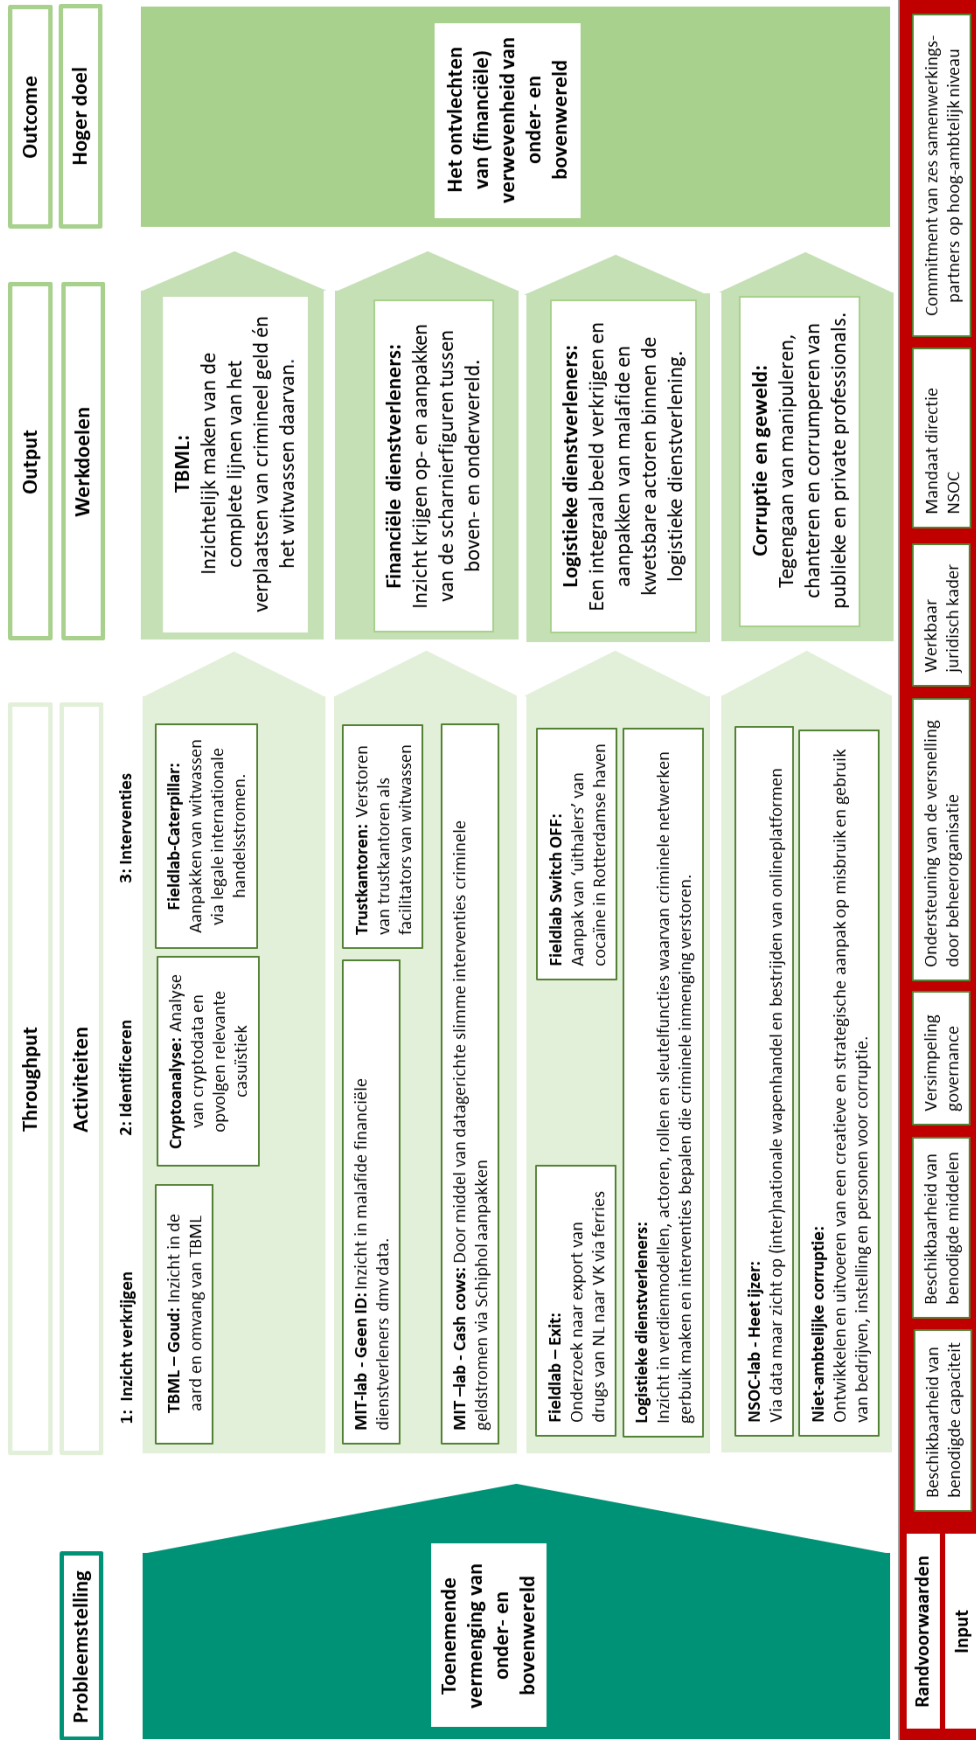 Probleemstelling
Throughput
Output
Outcome
Activiteiten
Werkdoelen
Hoger doel
1: Inzicht verkrijgen
2: Identificeren
3: Interventies
Toenemende
vermenging van
onder- en
bovenwereld
TBML – Goud: Inzicht in de
aard en omvang van TBML
Cryptoanalyse: Analyse
van cryptodata en
opvolgen relevante
casuïstiek
Fieldlab-Caterpillar:
Aanpakken van witwassen
via legale internationale
handelsstromen.
TBML:
Inzichtelijk maken van de
complete lijnen van het
verplaatsen van crimineel geld én
het witwassen daarvan.
MIT-lab - Geen ID: Inzicht in malafide financiële
dienstverleners dmv data.
Trustkantoren: Verstoren
van trustkantoren als
facilitators van witwassen
MIT –lab - Cash cows: Door middel van datagerichte slimme interventies criminele
geldstromen via Schiphol aanpakken
Financiële dienstverleners:
Inzicht krijgen op- en aanpakken
van de scharnierfiguren tussen
boven- en onderwereld.
Fieldlab – Exit:
Onderzoek naar export van
drugs van NL naar VK via ferries
Fieldlab Switch OFF:
Aanpak van ‘uithalers’ van
cocaïne in Rotterdamse haven
Logistieke dienstverleners:
Inzicht in verdienmodellen, actoren, rollen en sleutelfuncties waarvan criminele netwerken
gerbuik maken en interventies bepalen die criminele inmenging verstoren.
Logistieke dienstverleners:
Een integraal beeld verkrijgen en
aanpakken van malafide en
kwetsbare actoren binnen de
logistieke dienstverlening.
NSOC-lab - Heet ijzer:
Via data maar zicht op (inter)nationale wapenhandel en bestrijden van onlineplatformen
Niet-ambtelijke corruptie:
Ontwikkelen en uitvoeren van een creatieve en strategische aanpak op misbruik en gebruik
van bedrijven, instelling en personen voor corruptie.
Corruptie en geweld:
Tegengaan van manipuleren,
chanteren en corrumperen van
publieke en private professionals.
Het ontvlechten
van (financiële)
verwevenheid van
onder- en
bovenwereld
Randvoorwaarden
Input
Beschikbaarheid van
benodigde capaciteit
Beschikbaarheid van
benodigde middelen
Versimpeling
governance
Ondersteuning van de versnelling
door beheerorganisatie
Werkbaar
juridisch kader
Mandaat directie
NSOC
Commitment van zes samenwerkings-
partners op hoog-ambtelijk niveau